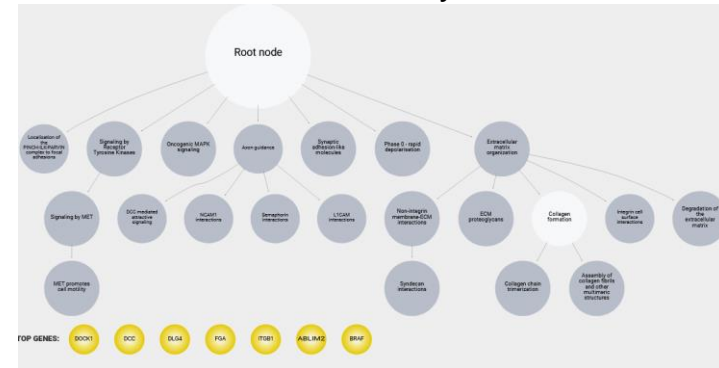 Root node
Localisation of
the
PINCH-ILK-PARVIN
complex to focal
adhesions
Signaling by
Receptor
Tyrosine Kinases
Oncogenic MAPK
signaling
Axon guidance
Synaptic
adhesion-like
molecules
Phase 0 - rapid
depolarisation
Extracellular
matrix
organization
Signaling by MET
DCC mediated
attractive
signaling
NCAM1
interactions
Semaphorin
interactions
L1CAM
interactions
Non-integrin
membrane-ECM
interactions
ECM
proteoglycans
Collagen
formation
Integrin cell
surface
interactions
Degradation of
the
extracellular
matrix
MET promotes
cell motility
Syndecan
interactions
Collagen chain
trimerization
Assembly of
collagen fibrils
and other
multimeric
structures
TOP GENES: DOCK1 DCC DLG4 FGA ITGB1 ABLIM2 BRAF